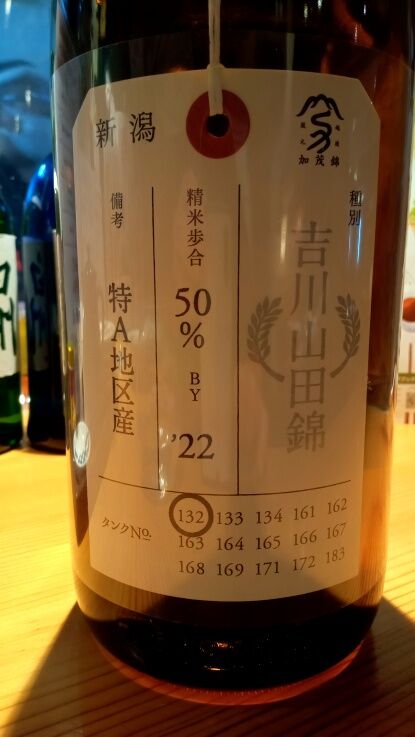 新潟
加茂錦
種別
吉川山田錦
精米歩合
50
%
BY
'22
備考
特A地区産
タンクNo.
132 133 134 161 162
163 164 165 166 167
168 169 171 172 183